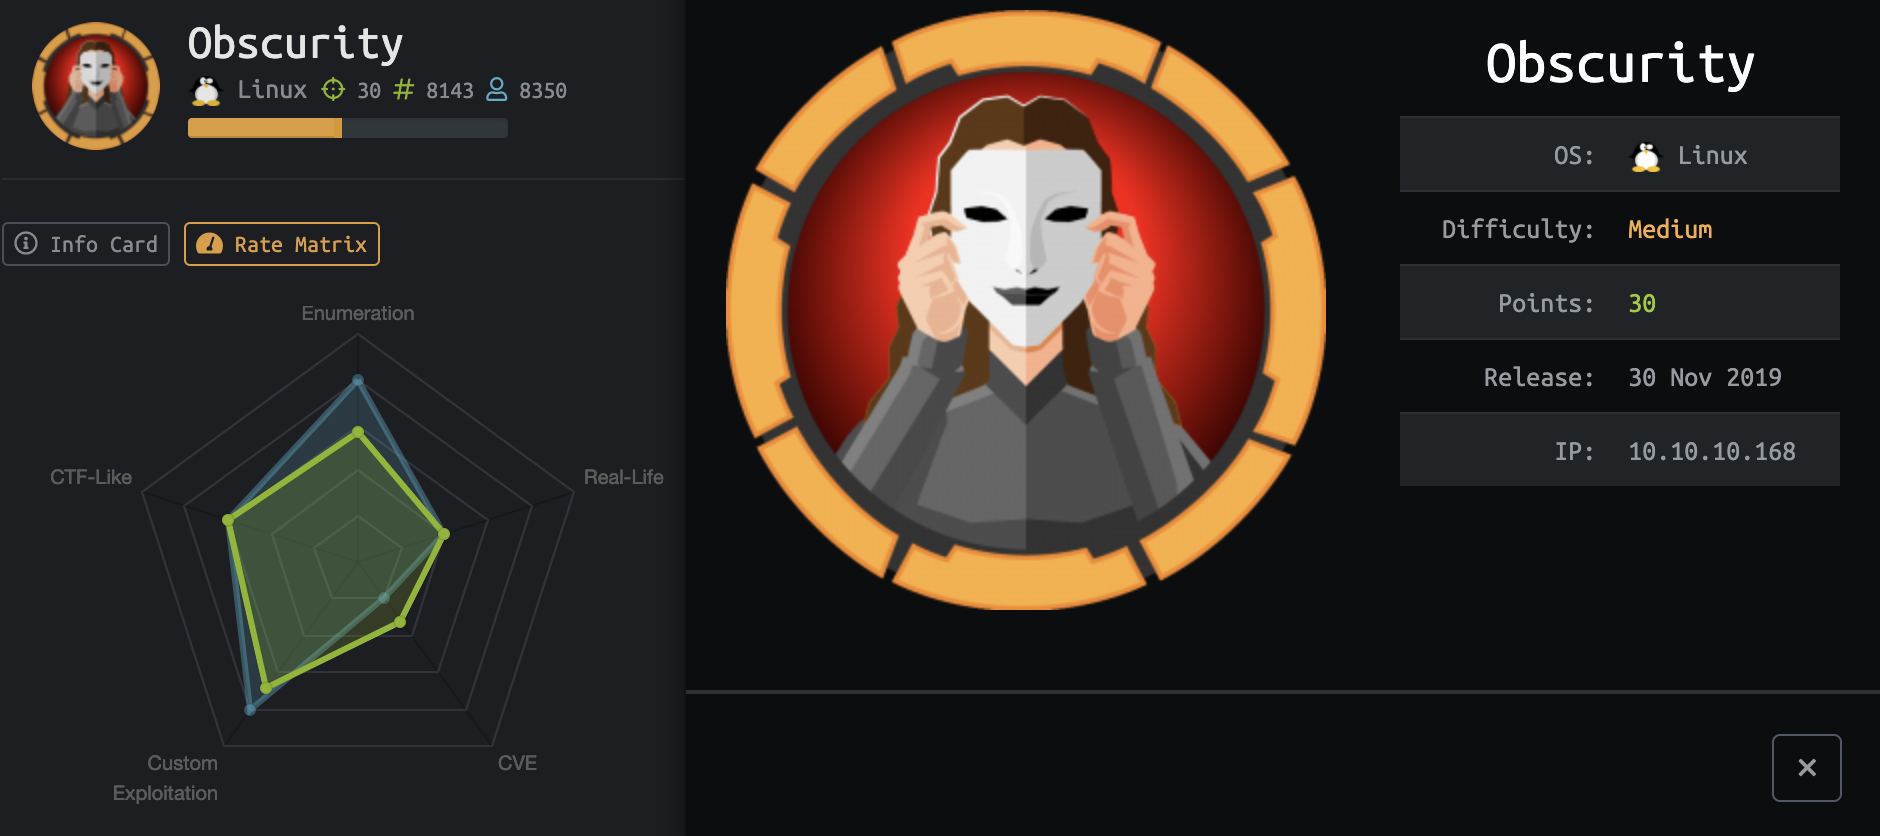 Obscurity
Linux 30 # 8143 8350
Info Card Rate Matrix
Enumeration
CTF-Like Real-Life
Custom
Exploitation
CVE
Obscurity
OS: Linux
Difficulty: Medium
Points: 30
Release: 30 Nov 2019
IP: 10.10.10.168